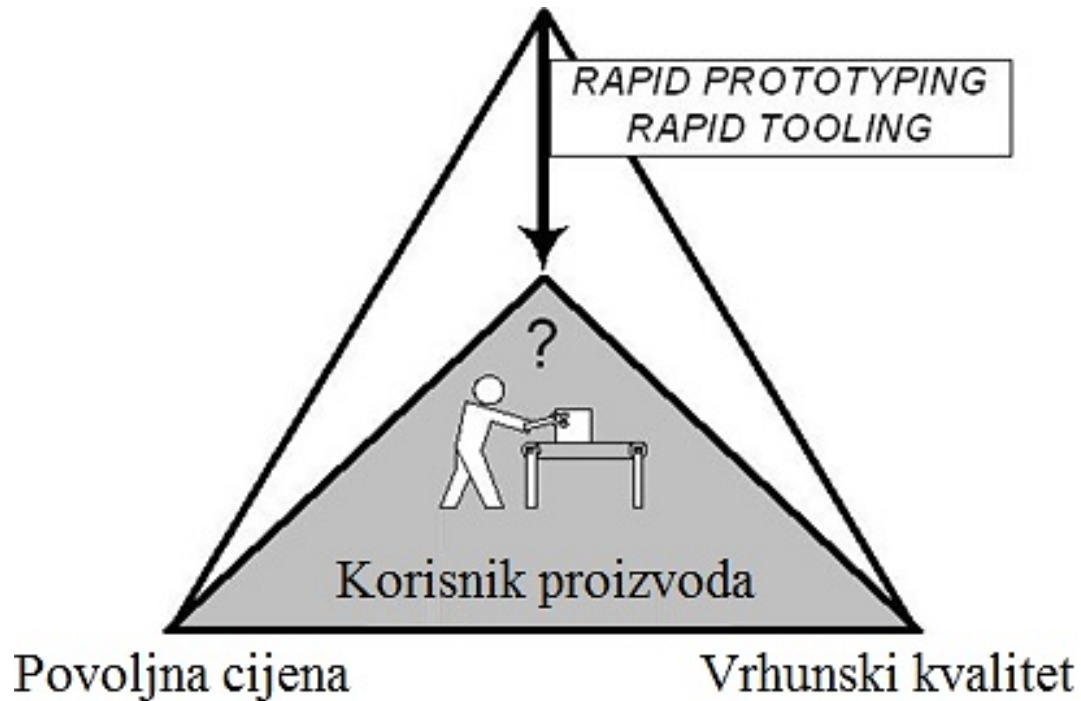 RAPID PROTOTYPING
RAPID TOOLING
?
Korisnik proizvoda
Povoljna cijena
Vrhunski kvalitet